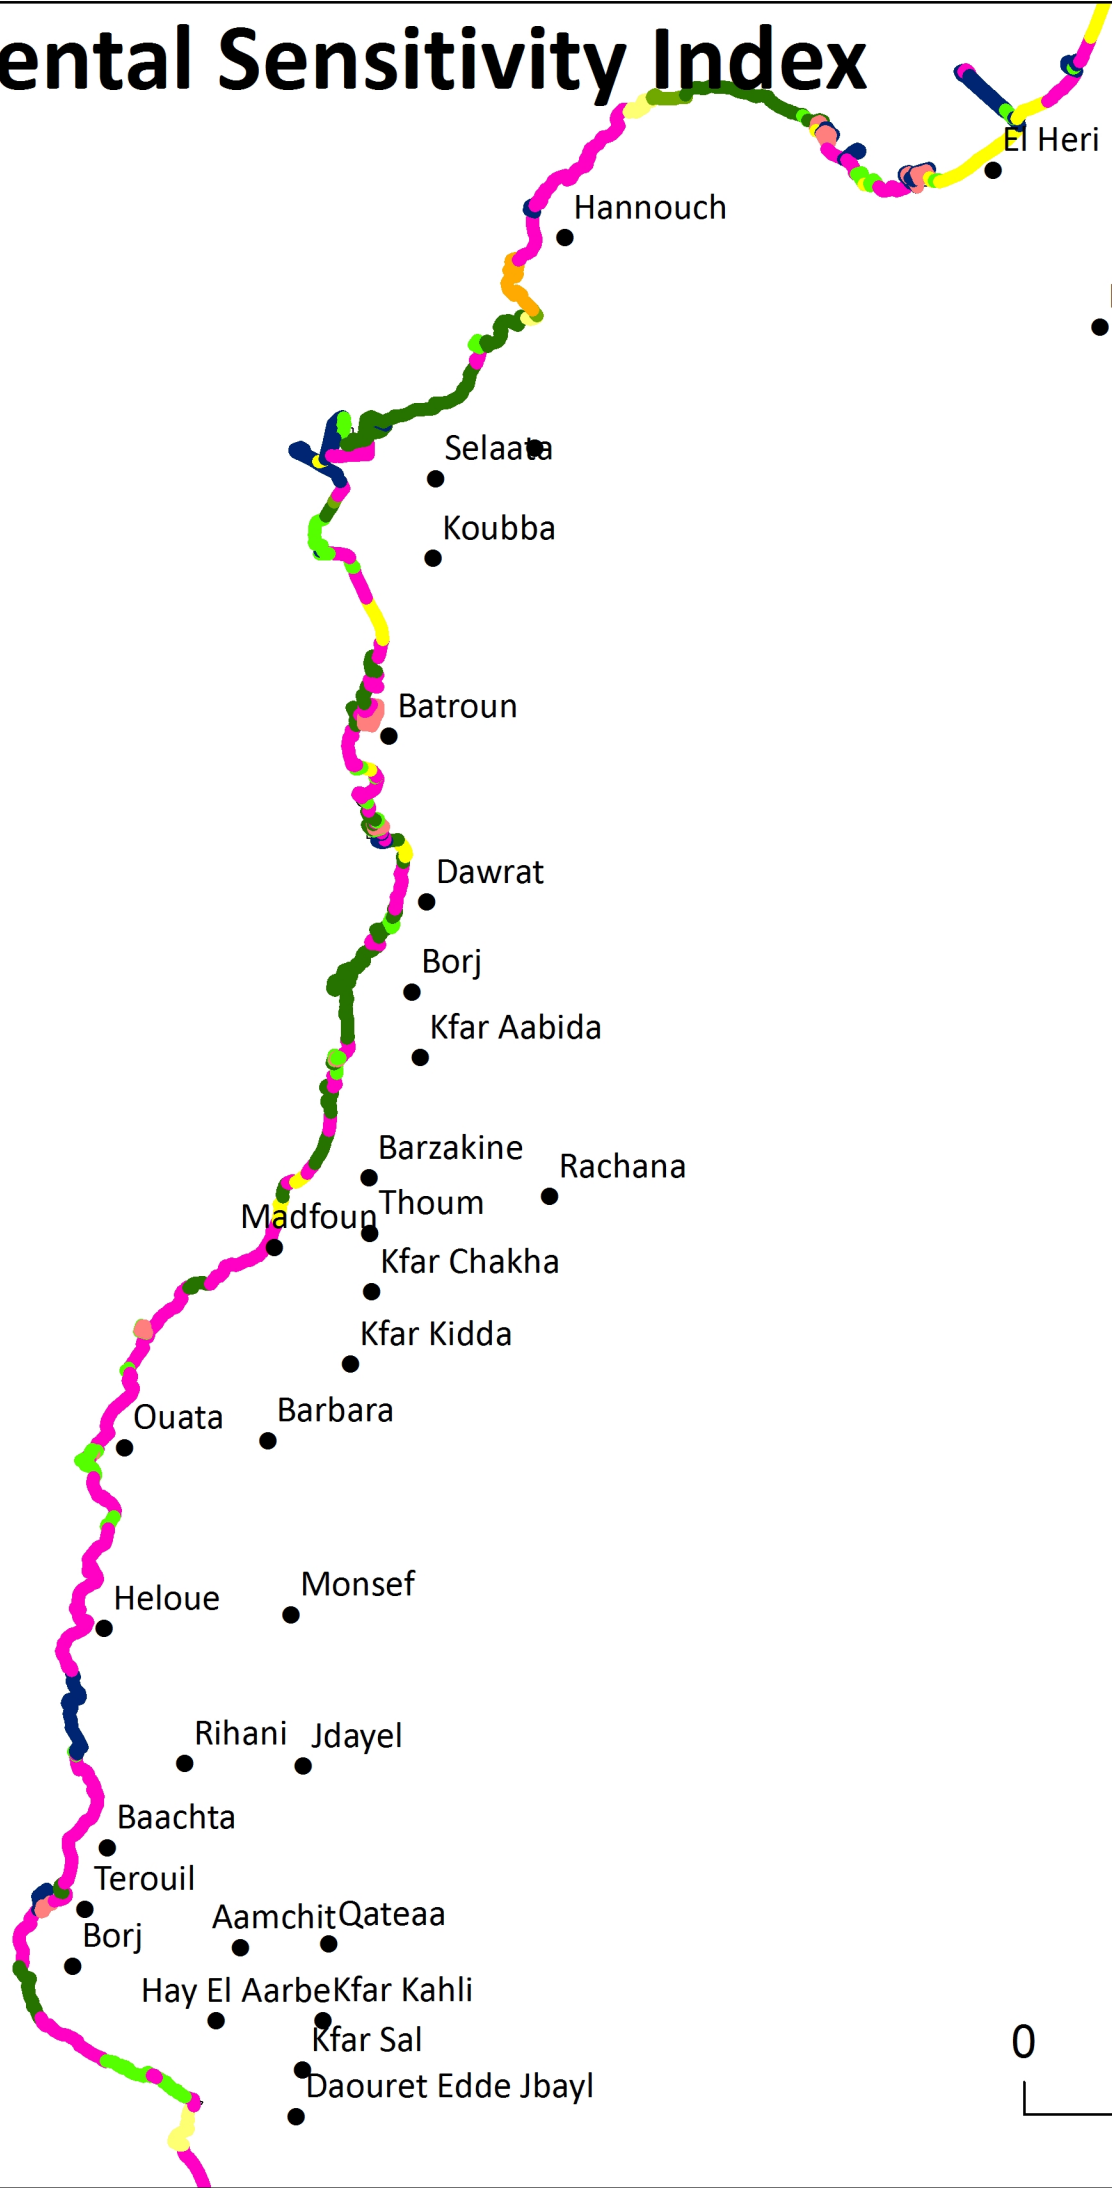 ental Sensitivity Index
El Heri
Hannouch
Selaata
Koubba
Batroun
Dawrat
Borj
Kfar Aabida
Barzakine
Rachana
Thoum
Madfoun
Kfar Chakha
Kfar Kidda
Barbara
Ouata
Monsef
Heloue
Rihani
Jdayel
Baachta
Terouil
Aamchit
Qateaa
Borj
Hay El Aarbe
Kfar Kahli
Kfar Sal
0
Daouret Edde Jbayl